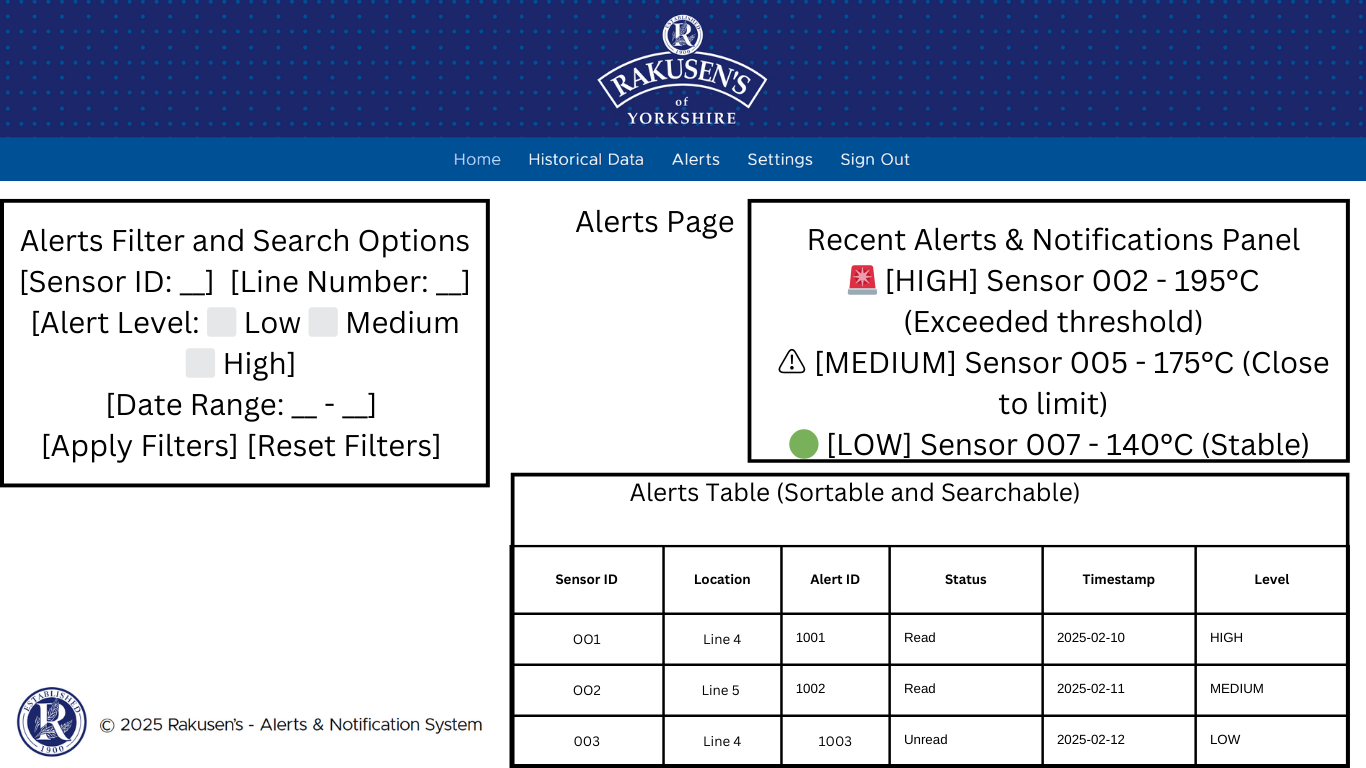 ESTABLISHED
R
1900
RAKUSEN'S
of
YORKSHIRE
Home Historical Data Alerts Settings Sign Out
Alerts Filter and Search Options
[Sensor ID: __] [Line Number: __]
[Alert Level: ⬜ Low ⬜ Medium
⬜ High]
[Date Range: __ - __]
[Apply Filters] [Reset Filters]
Alerts Page
Recent Alerts & Notifications Panel
🚨 [HIGH] Sensor 002 - 195°C
(Exceeded threshold)
⚠ [MEDIUM] Sensor 005 - 175°C (Close
to limit)
🟢 [LOW] Sensor 007 - 140°C (Stable)
Alerts Table (Sortable and Searchable)
Sensor ID Location Alert ID Status Timestamp Level
001 Line 4 1001 Read 2025-02-10 HIGH
002 Line 5 1002 Read 2025-02-11 MEDIUM
003 Line 4 1003 Unread 2025-02-12 LOW
ESTABLISHED
R
1900
© 2025 Rakusen's - Alerts & Notification System